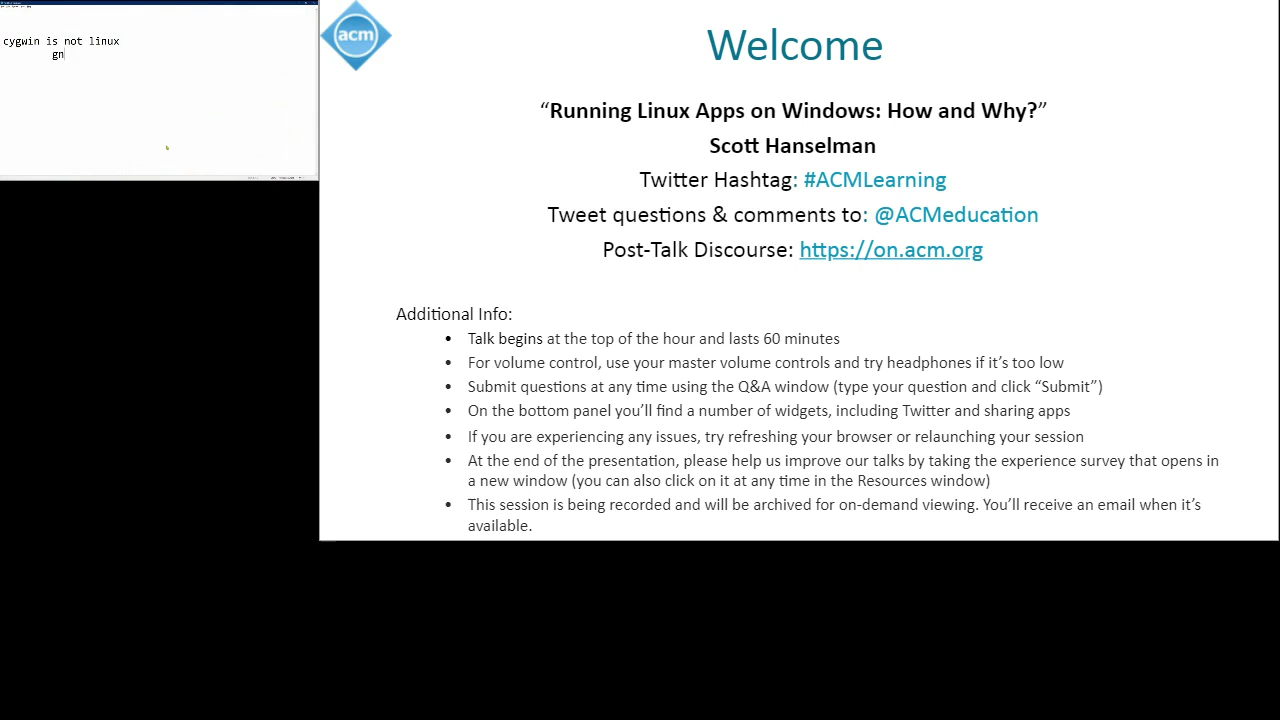 cygwin is not linux
gn
acm
Welcome
“Running Linux Apps on Windows: How and Why?”
Scott Hanselman
Twitter Hashtag: #ACMLearning
Tweet questions & comments to: @ACMeducation
Post-Talk Discourse: https://on.acm.org
Additional Info:
• Talk begins at the top of the hour and lasts 60 minutes
• For volume control, use your master volume controls and try headphones if it’s too low
• Submit questions at any time using the Q&A window (type your question and click “Submit”)
• On the bottom panel you’ll find a number of widgets, including Twitter and sharing apps
• If you are experiencing any issues, try refreshing your browser or relaunching your session
• At the end of the presentation, please help us improve our talks by taking the experience survey that opens in
a new window (you can also click on it at any time in the Resources window)
• This session is being recorded and will be archived for on-demand viewing. You’ll receive an email when it’s
available.